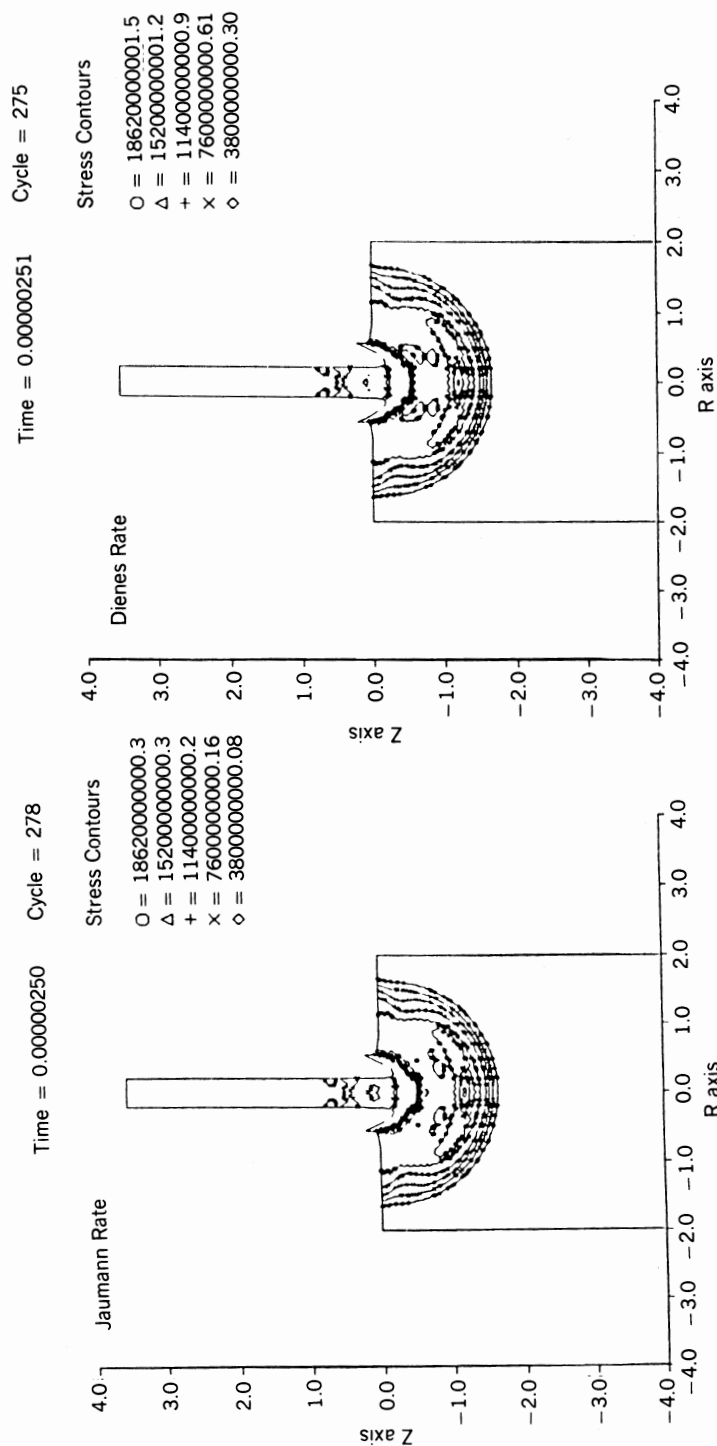 Time = 0.00000250 Cycle = 278
Jaumann Rate
Stress Contours
O = 18620000000.3
Δ = 15200000000.3
+ = 11400000000.2
× = 7600000000.16
◇ = 3800000000.08
Z axis
4.0
3.0
2.0
1.0
0.0
−1.0
−2.0
−3.0
−4.0
−4.0 −3.0 −2.0 −1.0 0.0 1.0 2.0 3.0 4.0
R axis
Time = 0.00000251 Cycle = 275
Dienes Rate
Stress Contours
O = 18620000001.5
Δ = 15200000001.2
+ = 11400000000.9
× = 7600000000.61
◇ = 3800000000.30
Z axis
4.0
3.0
2.0
1.0
0.0
−1.0
−2.0
−3.0
−4.0
−4.0 −3.0 −2.0 −1.0 0.0 1.0 2.0 3.0 4.0
R axis